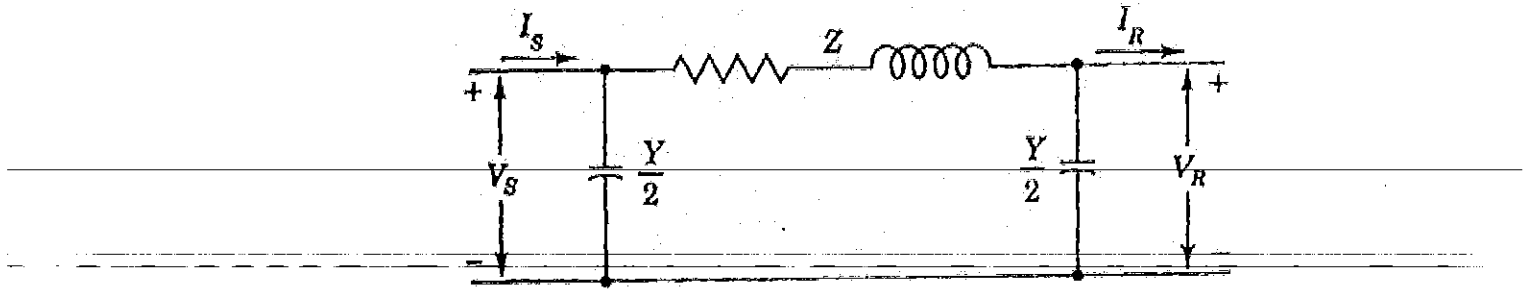 I_S
Z
I_R
+
+
V_S
Y/2
Y/2
V_R
-
-